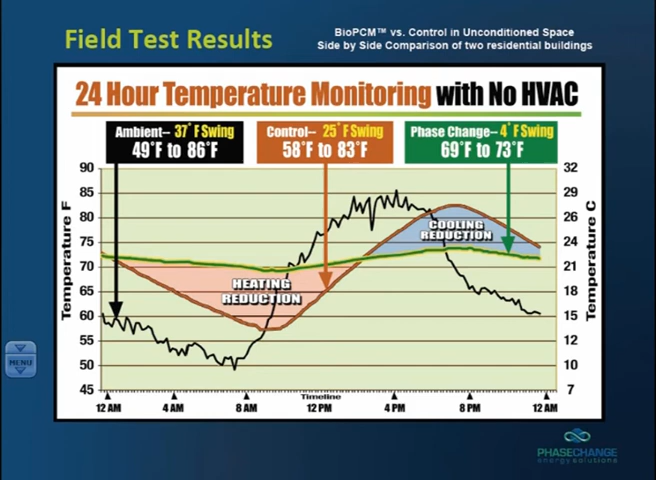 Field Test Results
BioPCM™ vs. Control in Unconditioned Space
Side by Side Comparison of two residential buildings
24 Hour Temperature Monitoring with No HVAC
Ambient– 37°F Swing
49°F to 86°F
Control– 25°F Swing
58°F to 83°F
Phase Change– 4°F Swing
69°F to 73°F
Temperature F
90
85
80
75
70
65
60
55
50
45
32
29
26
24
21
18
15
12
10
7
Temperature C
COOLING
REDUCTION
HEATING
REDUCTION
Timeline
12 AM 4 AM 8 AM 12 PM 4 PM 8 PM 12 AM
MENU
PHASECHANGE
energysolutions